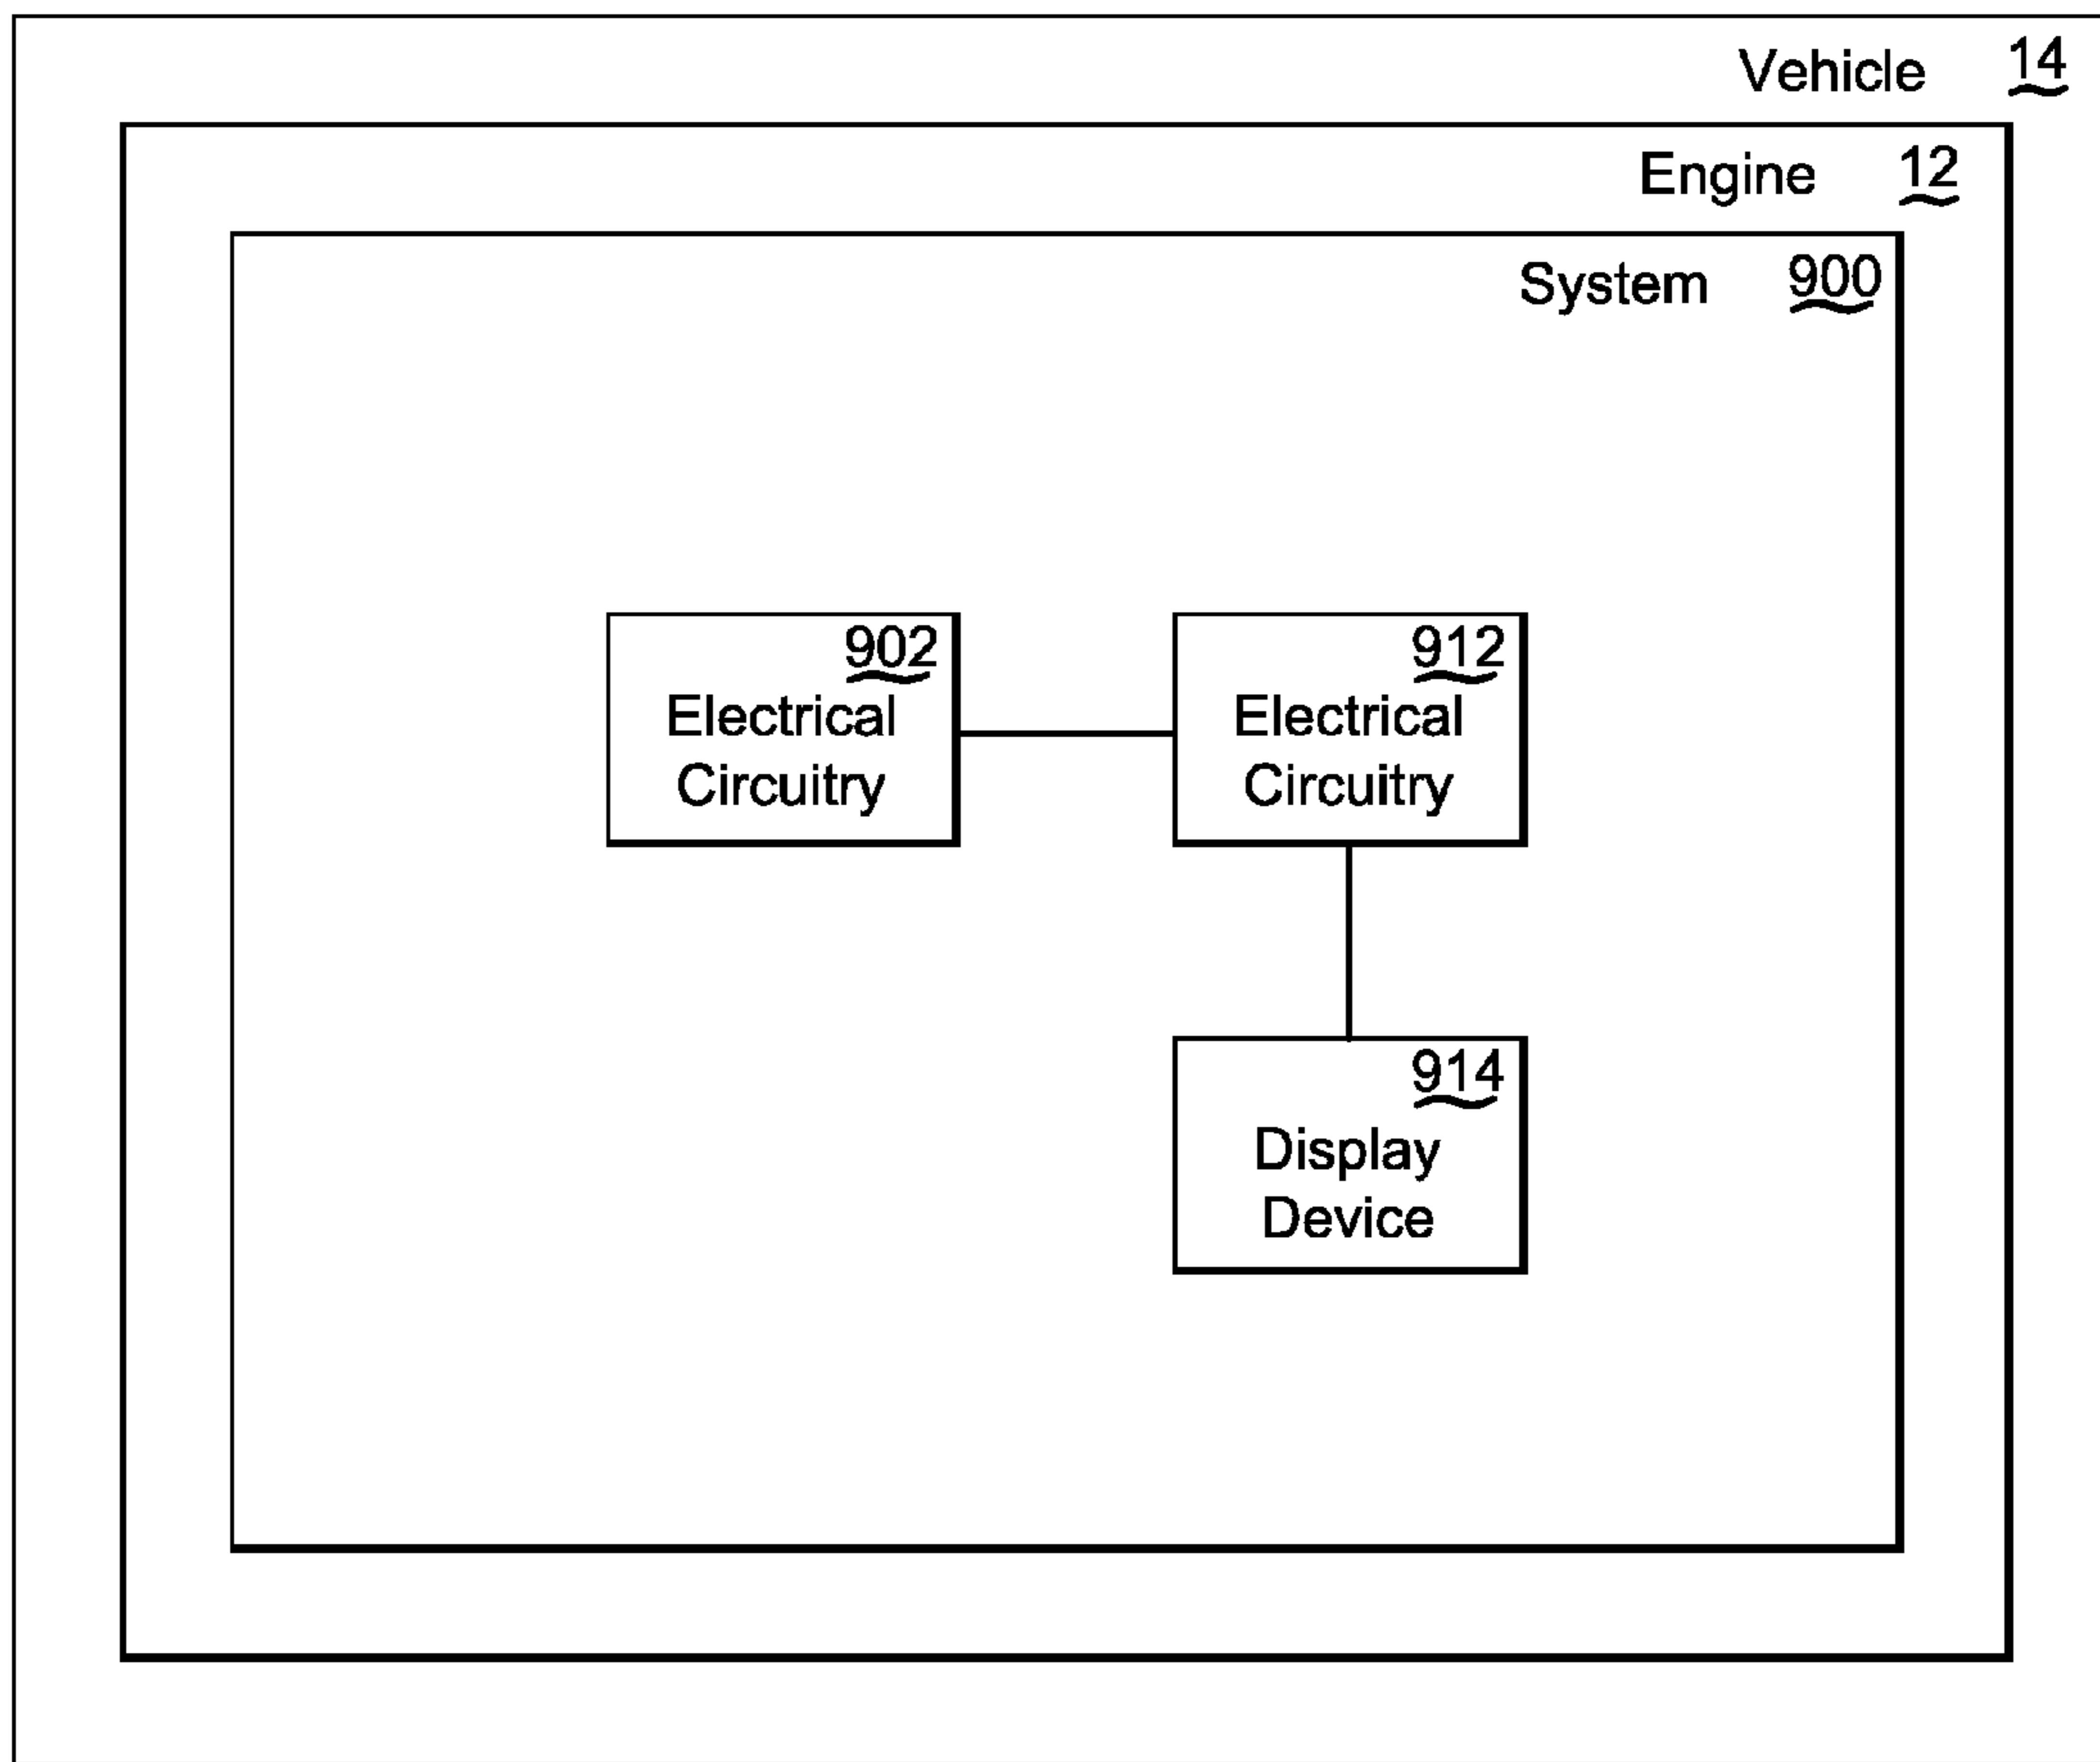 Vehicle 14
Engine 12
System 900
902
Electrical
Circuitry
912
Electrical
Circuitry
914
Display
Device